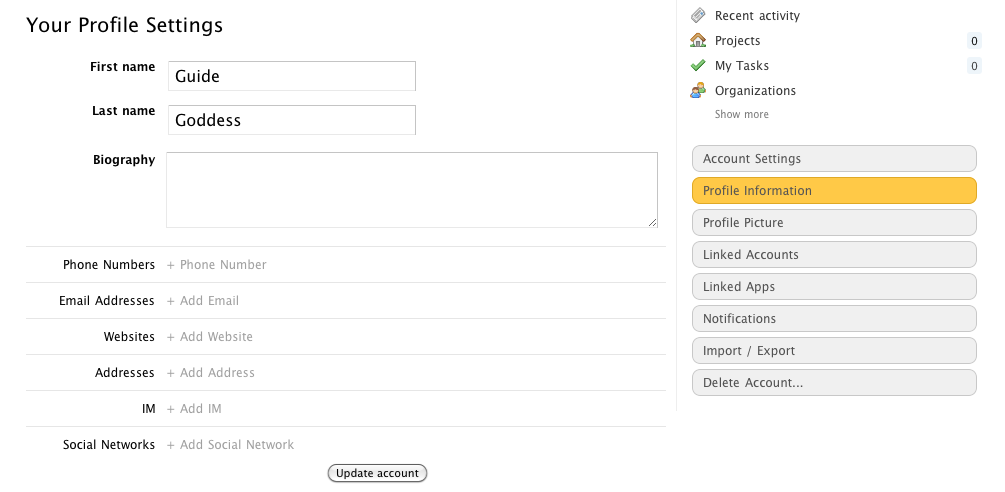 Your Profile Settings
First name
Guide
Last name
Goddess
Biography
Phone Numbers + Phone Number
Email Addresses + Add Email
Websites + Add Website
Addresses + Add Address
IM + Add IM
Social Networks + Add Social Network
Update account
Recent activity
Projects 0
My Tasks 0
Organizations
Show more
Account Settings
Profile Information
Profile Picture
Linked Accounts
Linked Apps
Notifications
Import / Export
Delete Account...